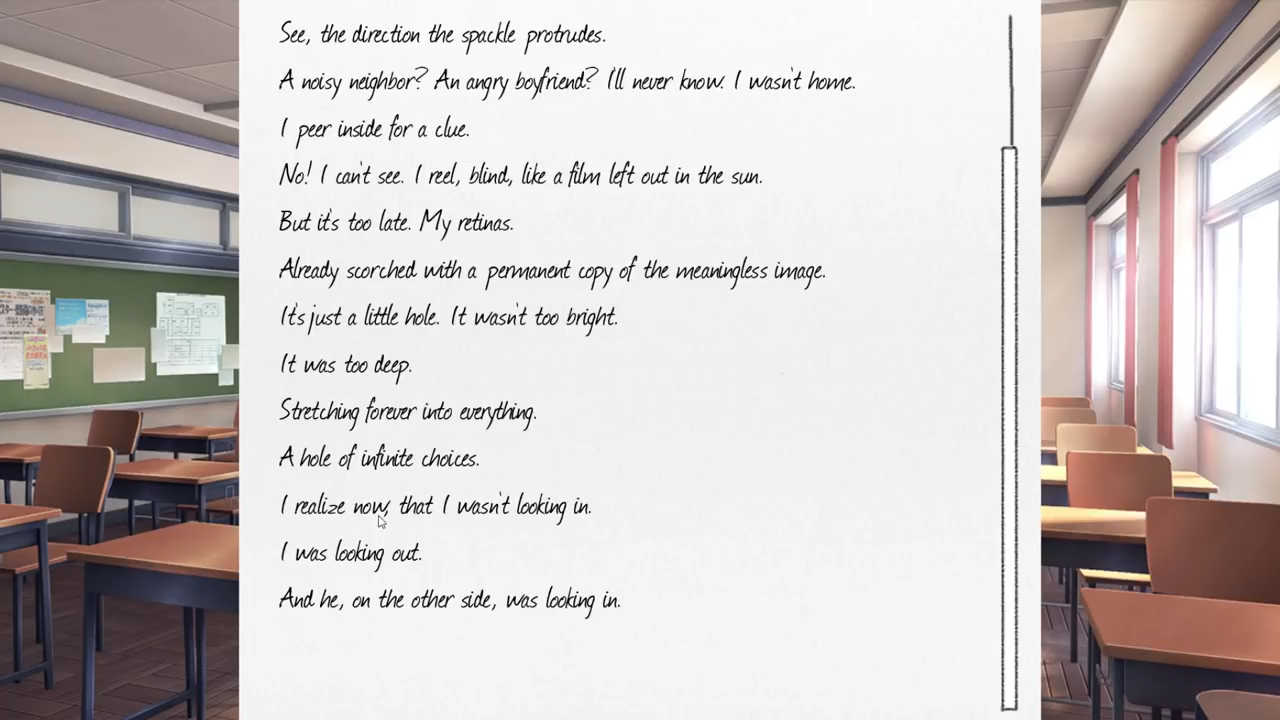 See, the direction the spackle protrudes.
A noisy neighbor? An angry boyfriend? I'll never know. I wasn't home.
I peer inside for a clue.
No! I can't see. I reel, blind, like a film left out in the sun.
But it's too late. My retinas.
Already scorched with a permanent copy of the meaningless image.
It's just a little hole. It wasn't too bright.
It was too deep.
Stretching forever into everything.
A hole of infinite choices.
I realize now, that I wasn't looking in.
I was looking out.
And he, on the other side, was looking in.